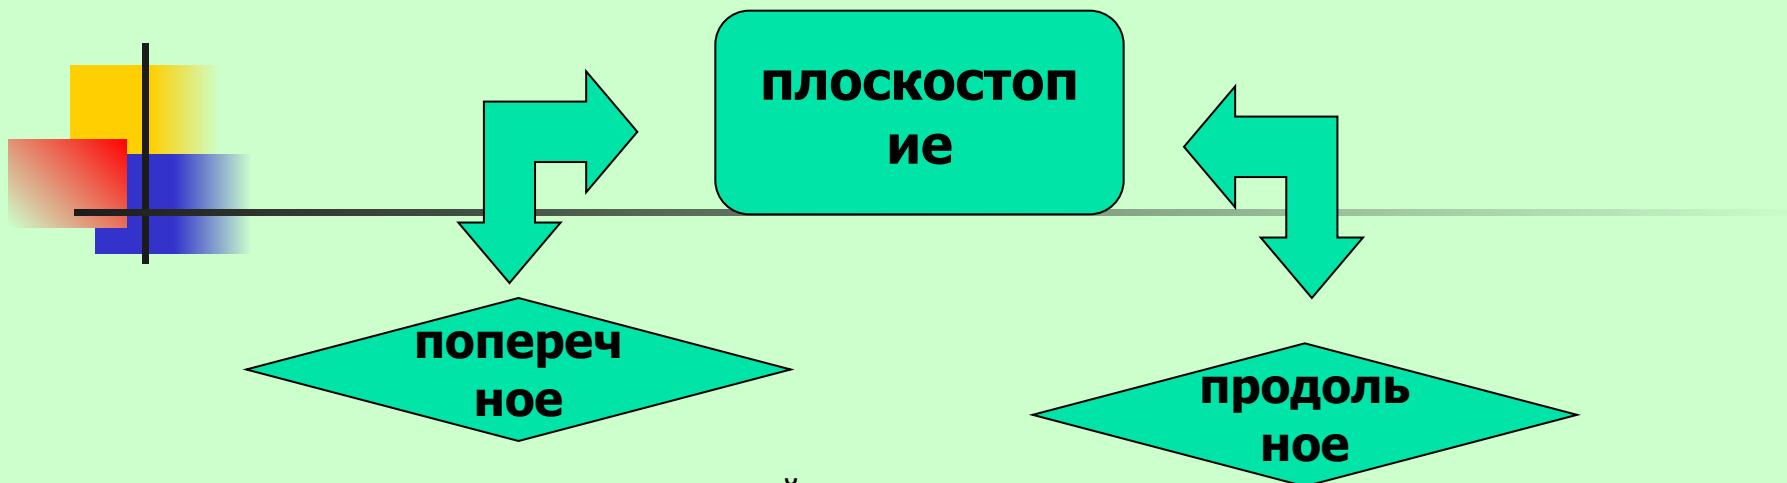 плоскостоп
ие
попереч
ное
продоль
ное